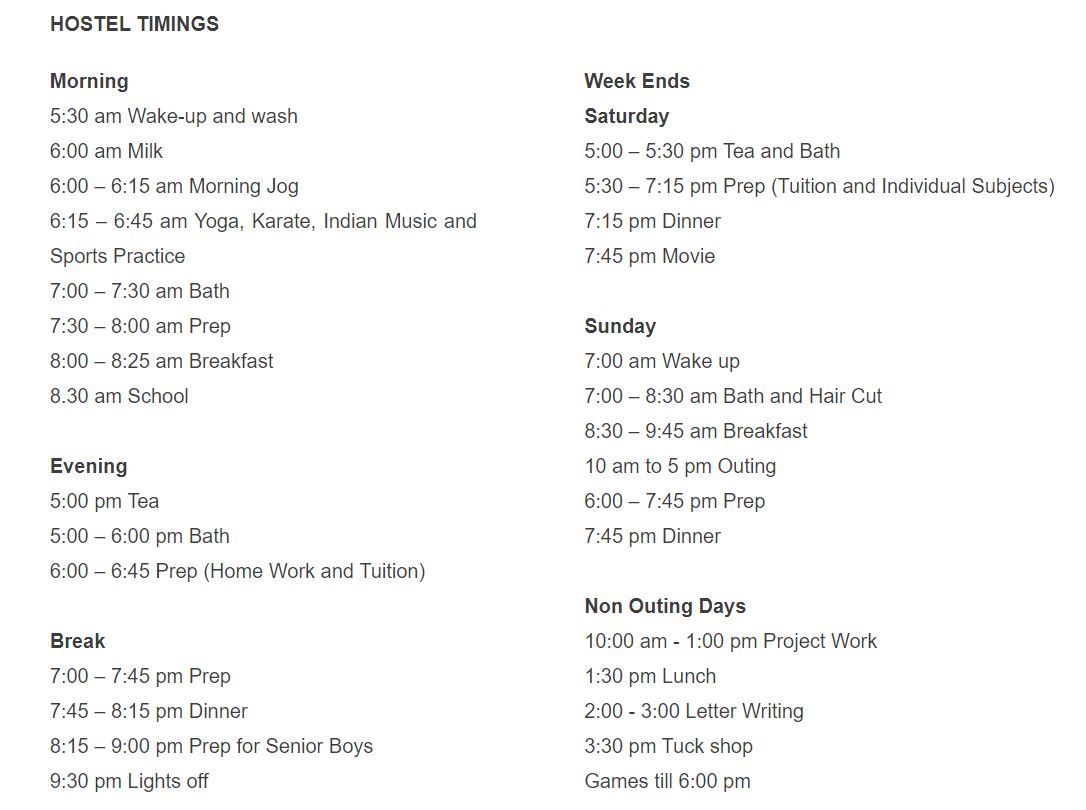 HOSTEL TIMINGS
Morning
5:30 am Wake-up and wash
6:00 am Milk
6:00 – 6:15 am Morning Jog
6:15 – 6:45 am Yoga, Karate, Indian Music and
Sports Practice
7:00 – 7:30 am Bath
7:30 – 8:00 am Prep
8:00 – 8:25 am Breakfast
8.30 am School
Evening
5:00 pm Tea
5:00 – 6:00 pm Bath
6:00 – 6:45 Prep (Home Work and Tuition)
Break
7:00 – 7:45 pm Prep
7:45 – 8:15 pm Dinner
8:15 – 9:00 pm Prep for Senior Boys
9:30 pm Lights off
Week Ends
Saturday
5:00 – 5:30 pm Tea and Bath
5:30 – 7:15 pm Prep (Tuition and Individual Subjects)
7:15 pm Dinner
7:45 pm Movie
Sunday
7:00 am Wake up
7:00 – 8:30 am Bath and Hair Cut
8:30 – 9:45 am Breakfast
10 am to 5 pm Outing
6:00 – 7:45 pm Prep
7:45 pm Dinner
Non Outing Days
10:00 am - 1:00 pm Project Work
1:30 pm Lunch
2:00 - 3:00 Letter Writing
3:30 pm Tuck shop
Games till 6:00 pm